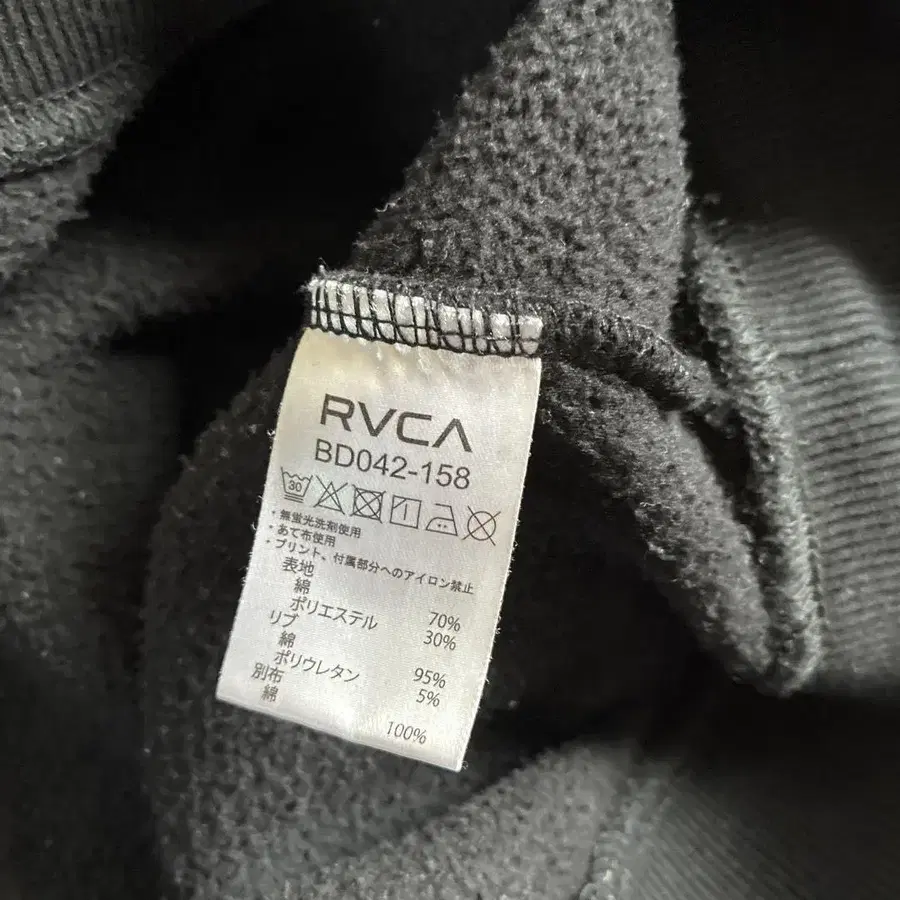 RVCA
BD042-158
30
・無蛍光洗剤使用
・あて布使用
・プリント、付属部分へのアイロン禁止
表地
綿 70%
ポリエステル 30%
リブ
綿 95%
ポリウレタン 5%
別布
綿 100%